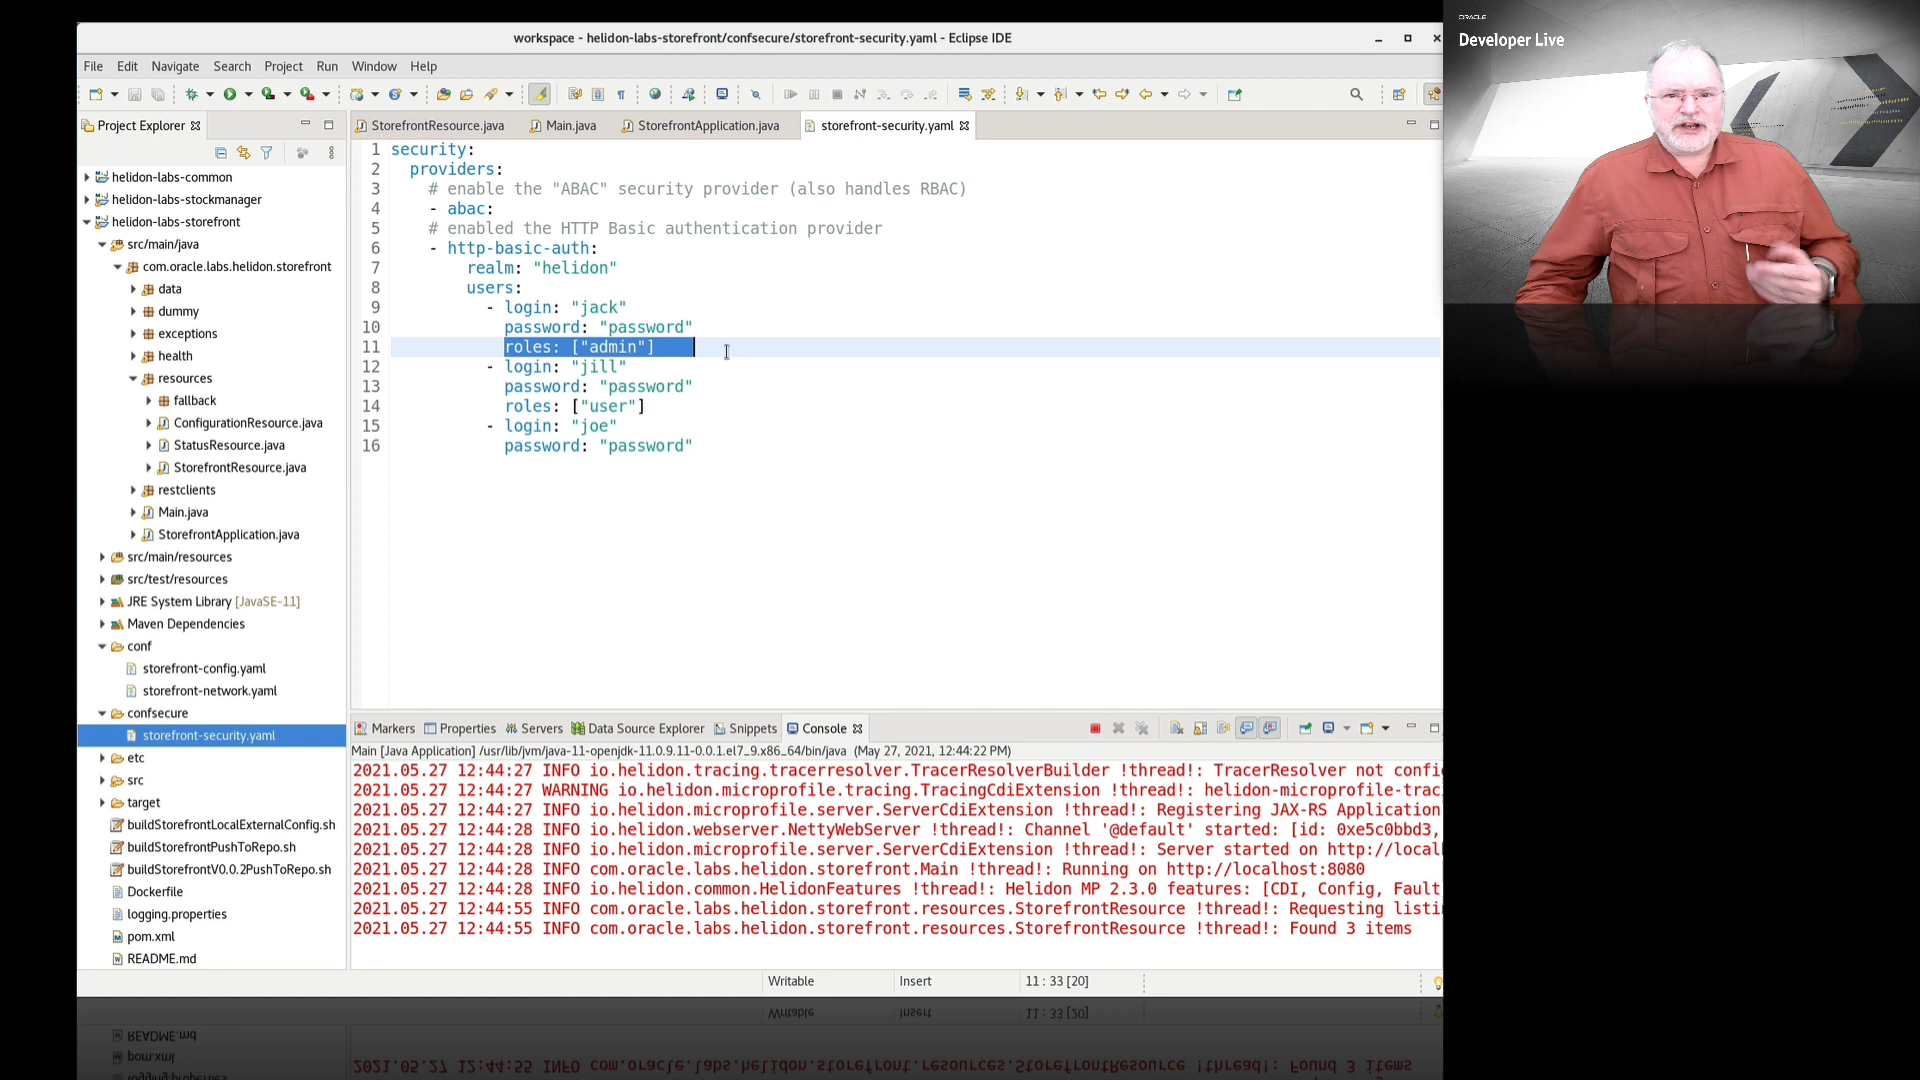 ORACLE
Developer Live
workspace - helidon-labs-storefront/confsecure/storefront-security.yaml - Eclipse IDE
File Edit Navigate Search Project Run Window Help
Project Explorer
StorefrontResource.java Main.java StorefrontApplication.java storefront-security.yaml
helidon-labs-common
helidon-labs-stockmanager
helidon-labs-storefront
src/main/java
com.oracle.labs.helidon.storefront
data
dummy
exceptions
health
resources
fallback
ConfigurationResource.java
StatusResource.java
StorefrontResource.java
restclients
Main.java
StorefrontApplication.java
src/main/resources
src/test/resources
JRE System Library [JavaSE-11]
Maven Dependencies
conf
storefront-config.yaml
storefront-network.yaml
confsecure
storefront-security.yaml
etc
src
target
buildStorefrontLocalExternalConfig.sh
buildStorefrontPushToRepo.sh
buildStorefrontV0.0.2PushToRepo.sh
Dockerfile
logging.properties
pom.xml
README.md
1 security:
2 providers:
3 # enable the "ABAC" security provider (also handles RBAC)
4 - abac:
5 # enabled the HTTP Basic authentication provider
6 - http-basic-auth:
7 realm: "helidon"
8 users:
9 - login: "jack"
10 password: "password"
11 roles: ["admin"]
12 - login: "jill"
13 password: "password"
14 roles: ["user"]
15 - login: "joe"
16 password: "password"
Markers Properties Servers Data Source Explorer Snippets Console
Main [Java Application] /usr/lib/jvm/java-11-openjdk-11.0.9.11-0.0.1.el7_9.x86_64/bin/java (May 27, 2021, 12:44:22 PM)
2021.05.27 12:44:27 INFO io.helidon.tracing.tracerresolver.TracerResolverBuilder !thread!: TracerResolver not confi
2021.05.27 12:44:27 WARNING io.helidon.microprofile.tracing.TracingCdiExtension !thread!: helidon-microprofile-trac
2021.05.27 12:44:27 INFO io.helidon.microprofile.server.ServerCdiExtension !thread!: Registering JAX-RS Application
2021.05.27 12:44:28 INFO io.helidon.webserver.NettyWebServer !thread!: Channel '@default' started: [id: 0xe5c0bbd3,
2021.05.27 12:44:28 INFO io.helidon.microprofile.server.ServerCdiExtension !thread!: Server started on http://local
2021.05.27 12:44:28 INFO com.oracle.labs.helidon.storefront.Main !thread!: Running on http://localhost:8080
2021.05.27 12:44:28 INFO io.helidon.common.HelidonFeatures !thread!: Helidon MP 2.3.0 features: [CDI, Config, Fault
2021.05.27 12:44:55 INFO com.oracle.labs.helidon.storefront.resources.StorefrontResource !thread!: Requesting listi
2021.05.27 12:44:55 INFO com.oracle.labs.helidon.storefront.resources.StorefrontResource !thread!: Found 3 items
Writable Insert 11 : 33 [20]